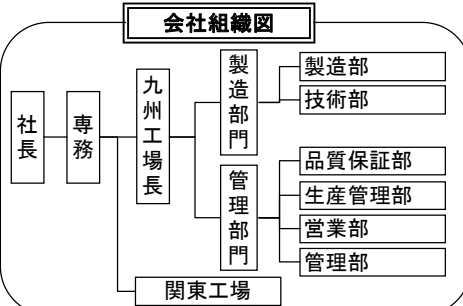 会社組織図
社長
専務
九州工場長
製造部門
製造部
技術部
管理部門
品質保証部
生産管理部
営業部
管理部
関東工場